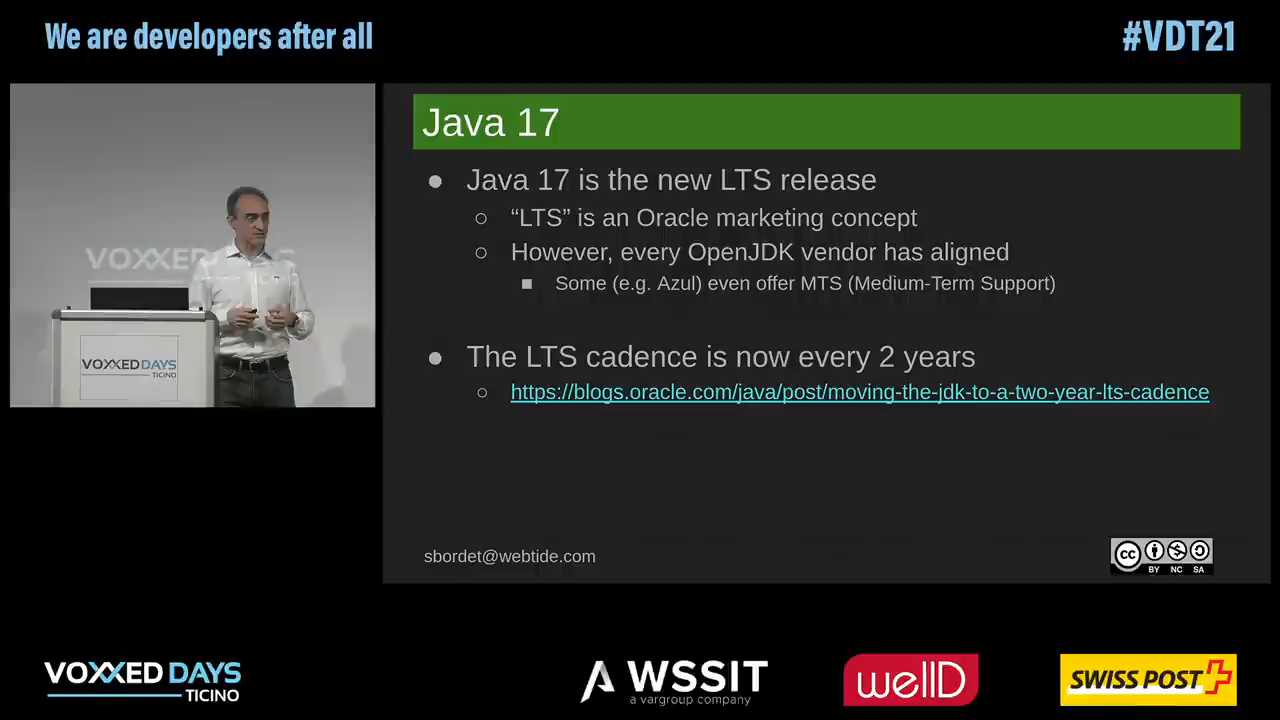 We are developers after all
#VDT21
Java 17
● Java 17 is the new LTS release
○ “LTS” is an Oracle marketing concept
○ However, every OpenJDK vendor has aligned
■ Some (e.g. Azul) even offer MTS (Medium-Term Support)
● The LTS cadence is now every 2 years
○ https://blogs.oracle.com/java/post/moving-the-jdk-to-a-two-year-lts-cadence
sbordet@webtide.com
cc
BY NC SA
VOXXED DAYS
VOXXED DAYS
TICINO
VOXXED DAYS
TICINO
WSSIT
a vargroup company
wellD
SWISS POST